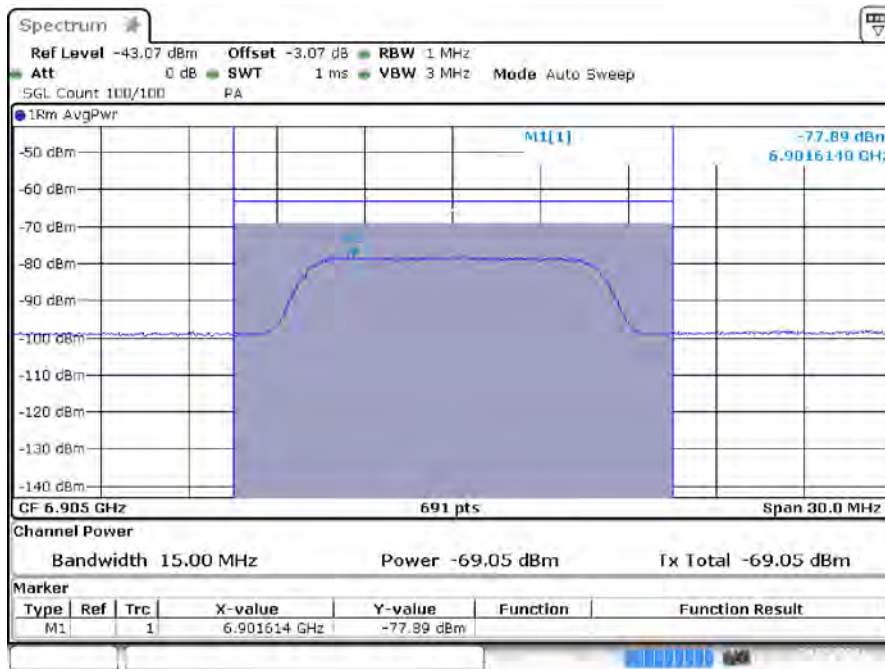 Spectrum
Ref Level -43.07 dBm Offset -3.07 dB RBW 1 MHz
Att 0 dB SWT 1 ms VBW 3 MHz Mode Auto Sweep
SGL Count 100/100 PA
1Rm AvgPwr
M1[1] -77.89 dBm
6.9016140 GHz
-50 dBm
-60 dBm
-70 dBm
-80 dBm
-90 dBm
-100 dBm
-110 dBm
-120 dBm
-130 dBm
-140 dBm
CF 6.905 GHz 691 pts Span 30.0 MHz
Channel Power
Bandwidth 15.00 MHz Power -69.05 dBm Tx Total -69.05 dBm
Marker
Type Ref Trc X-value Y-value Function Function Result
M1 1 6.901614 GHz -77.89 dBm